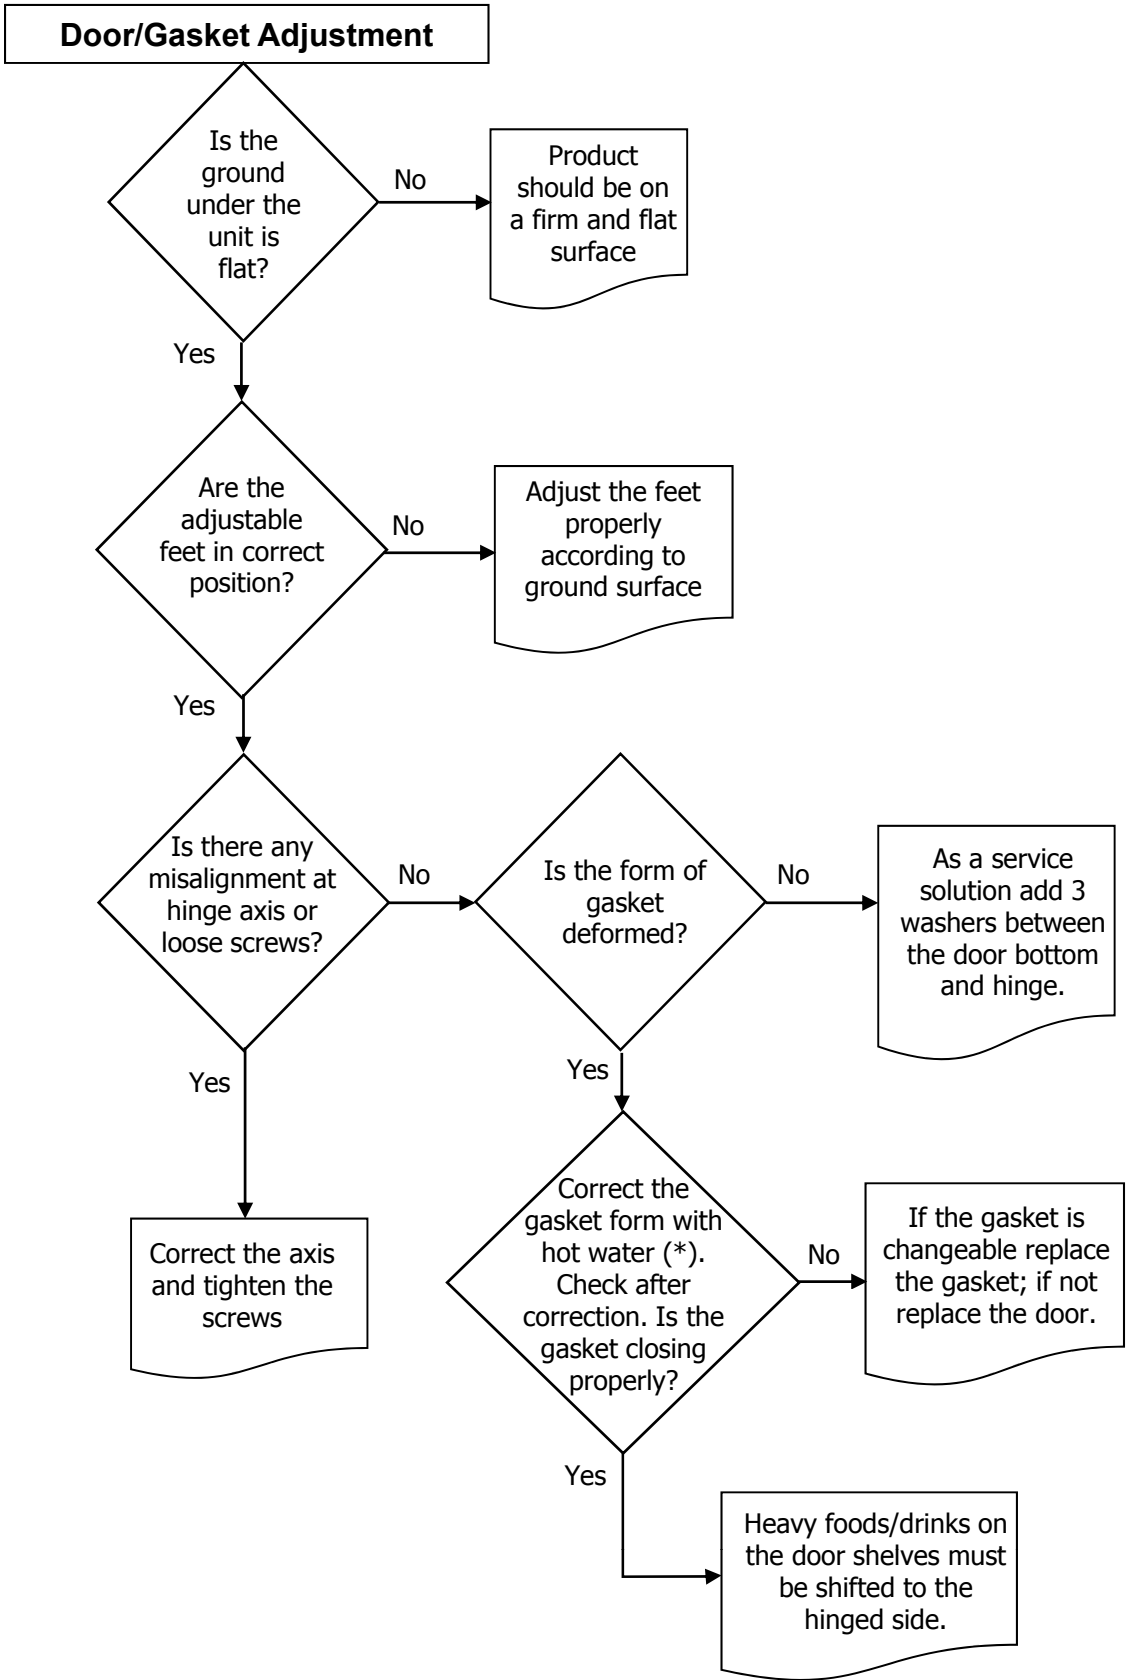 Door/Gasket Adjustment
Is the
ground
under the
unit is
flat?
No
Product
should be on
a firm and flat
surface
Yes
Are the
adjustable
feet in correct
position?
No
Adjust the feet
properly
according to
ground surface
Yes
Is there any
misalignment at
hinge axis or
loose screws?
No
Is the form of
gasket
deformed?
No
As a service
solution add 3
washers between
the door bottom
and hinge.
Yes
Yes
Correct the axis
and tighten the
screws
Correct the
gasket form with
hot water (*).
Check after
correction. Is the
gasket closing
properly?
No
If the gasket is
changeable replace
the gasket; if not
replace the door.
Yes
Heavy foods/drinks on
the door shelves must
be shifted to the
hinged side.